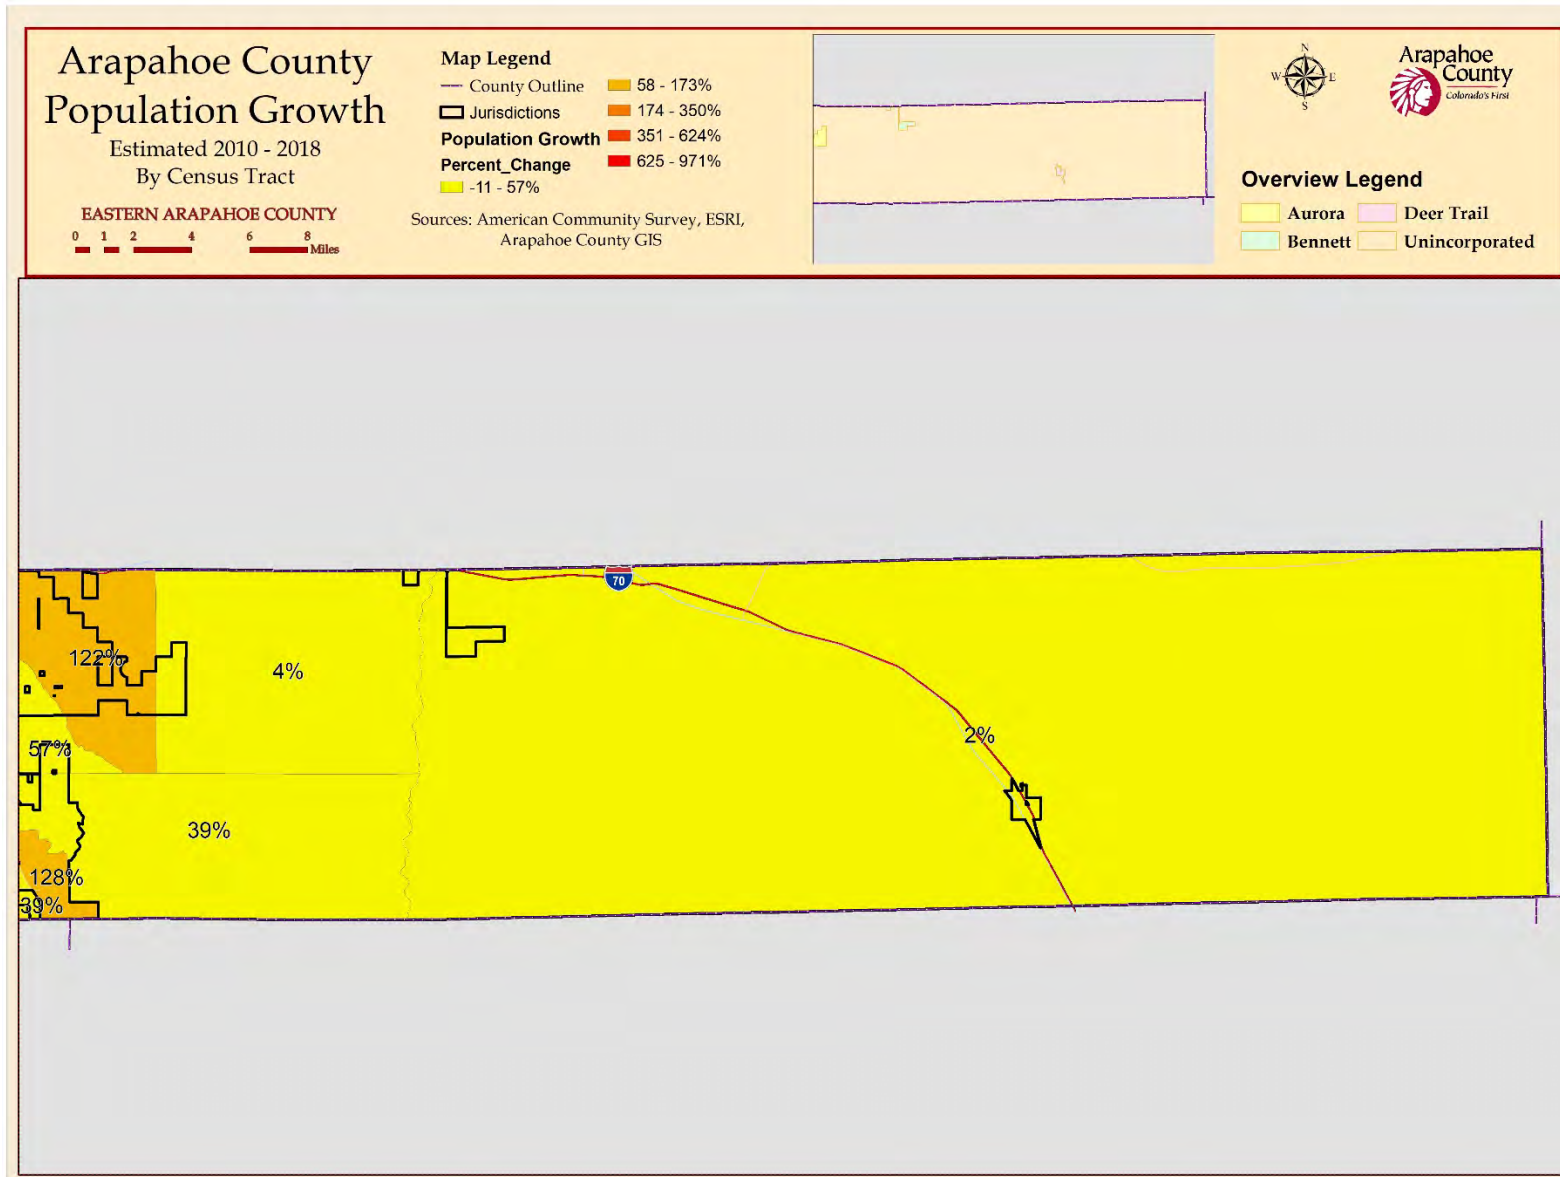 Arapahoe County
Population Growth
Estimated 2010 - 2018
By Census Tract
EASTERN ARAPAHOE COUNTY
0 1 2 4 6 8
Miles
Map Legend
County Outline
Jurisdictions
Population Growth
Percent_Change
-11 - 57%
58 - 173%
174 - 350%
351 - 624%
625 - 971%
Sources: American Community Survey, ESRI,
Arapahoe County GIS
N
W E
S
Arapahoe
County
Colorado's First
Overview Legend
Aurora
Deer Trail
Bennett
Unincorporated
70
122%
4%
2%
57%
39%
128%
39%